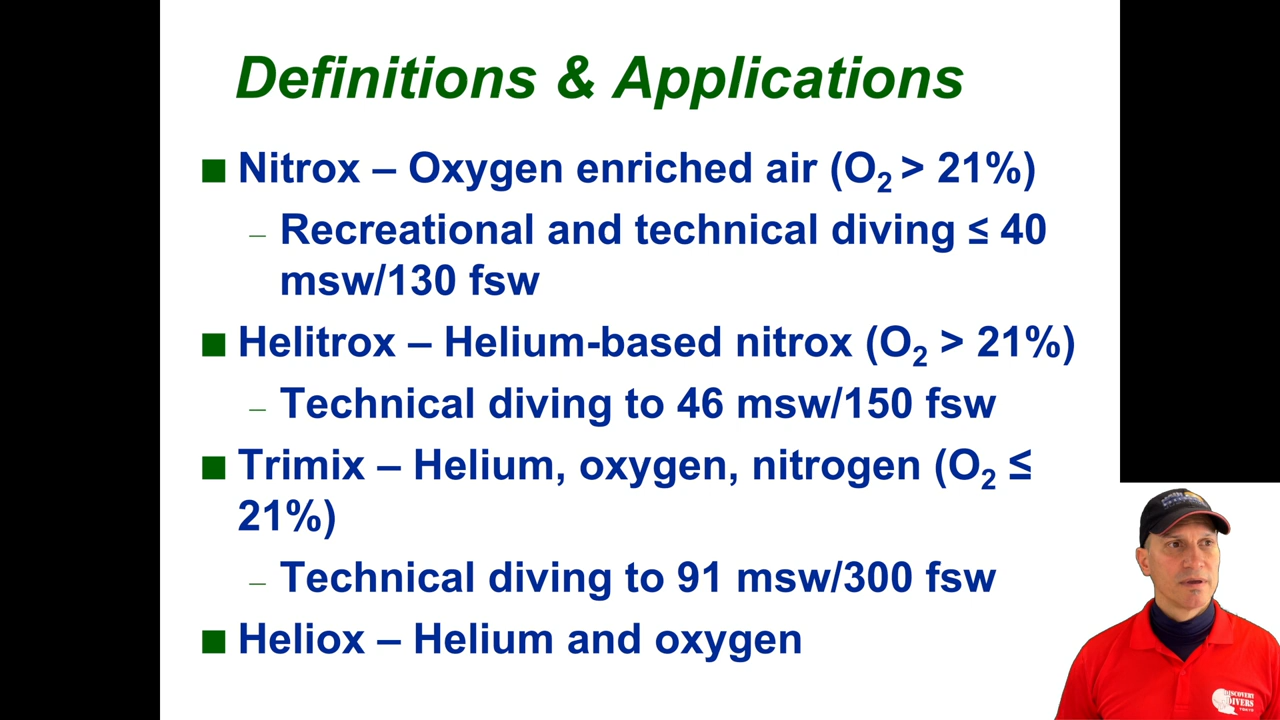 Definitions & Applications
■ Nitrox – Oxygen enriched air (O₂ > 21%)
– Recreational and technical diving ≤ 40
msw/130 fsw
■ Helitrox – Helium-based nitrox (O₂ > 21%)
– Technical diving to 46 msw/150 fsw
■ Trimix – Helium, oxygen, nitrogen (O₂ ≤
21%)
– Technical diving to 91 msw/300 fsw
■ Heliox – Helium and oxygen
DISCOVERY
DIVERS